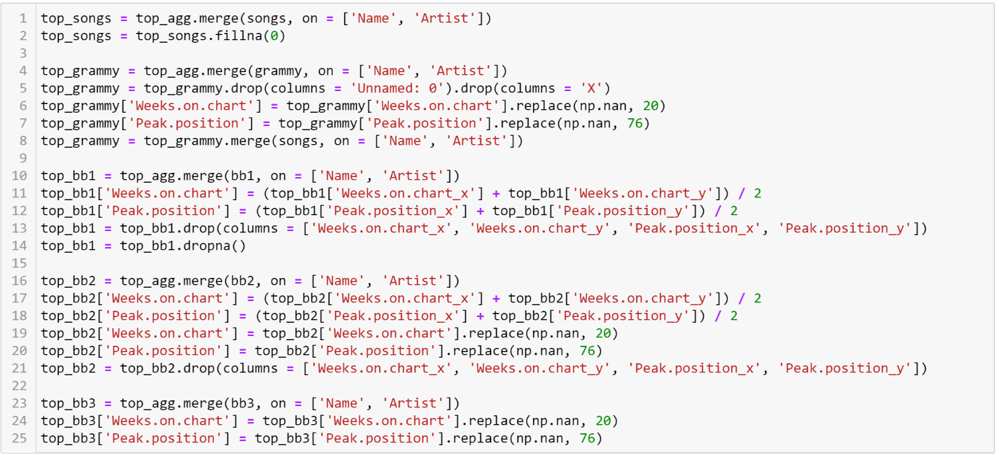 1 top_songs = top_agg.merge(songs, on = ['Name', 'Artist'])
2 top_songs = top_songs.fillna(0)
3
4 top_grammy = top_agg.merge(grammy, on = ['Name', 'Artist'])
5 top_grammy = top_grammy.drop(columns = 'Unnamed: 0').drop(columns = 'X')
6 top_grammy['Weeks.on.chart'] = top_grammy['Weeks.on.chart'].replace(np.nan, 20)
7 top_grammy['Peak.position'] = top_grammy['Peak.position'].replace(np.nan, 76)
8 top_grammy = top_grammy.merge(songs, on = ['Name', 'Artist'])
9
10 top_bb1 = top_agg.merge(bb1, on = ['Name', 'Artist'])
11 top_bb1['Weeks.on.chart'] = (top_bb1['Weeks.on.chart_x'] + top_bb1['Weeks.on.chart_y']) / 2
12 top_bb1['Peak.position'] = (top_bb1['Peak.position_x'] + top_bb1['Peak.position_y']) / 2
13 top_bb1 = top_bb1.drop(columns = ['Weeks.on.chart_x', 'Weeks.on.chart_y', 'Peak.position_x', 'Peak.position_y'])
14 top_bb1 = top_bb1.dropna()
15
16 top_bb2 = top_agg.merge(bb2, on = ['Name', 'Artist'])
17 top_bb2['Weeks.on.chart'] = (top_bb2['Weeks.on.chart_x'] + top_bb2['Weeks.on.chart_y']) / 2
18 top_bb2['Peak.position'] = (top_bb2['Peak.position_x'] + top_bb2['Peak.position_y']) / 2
19 top_bb2['Weeks.on.chart'] = top_bb2['Weeks.on.chart'].replace(np.nan, 20)
20 top_bb2['Peak.position'] = top_bb2['Peak.position'].replace(np.nan, 76)
21 top_bb2 = top_bb2.drop(columns = ['Weeks.on.chart_x', 'Weeks.on.chart_y', 'Peak.position_x', 'Peak.position_y'])
22
23 top_bb3 = top_agg.merge(bb3, on = ['Name', 'Artist'])
24 top_bb3['Weeks.on.chart'] = top_bb3['Weeks.on.chart'].replace(np.nan, 20)
25 top_bb3['Peak.position'] = top_bb3['Peak.position'].replace(np.nan, 76)